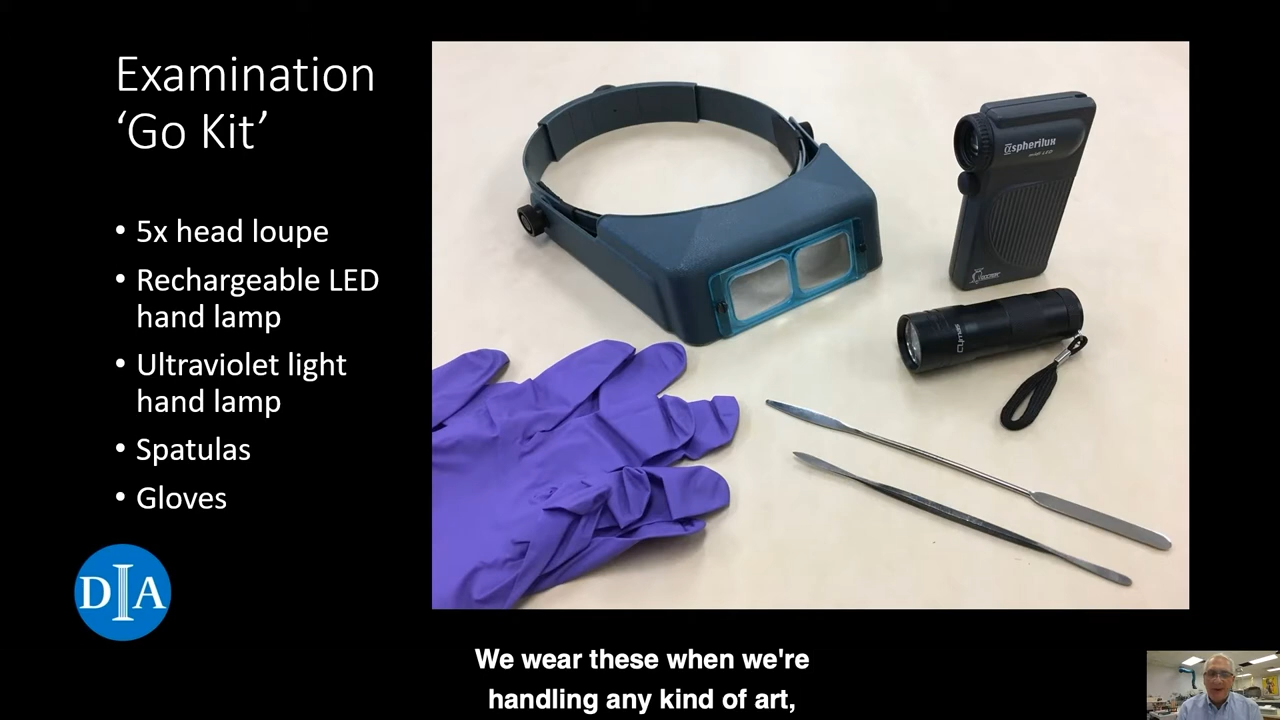 Examination
‘Go Kit’
• 5x head loupe
• Rechargeable LED
hand lamp
• Ultraviolet light
hand lamp
• Spatulas
• Gloves
DIA
aspherilux
We wear these when we're
handling any kind of art,